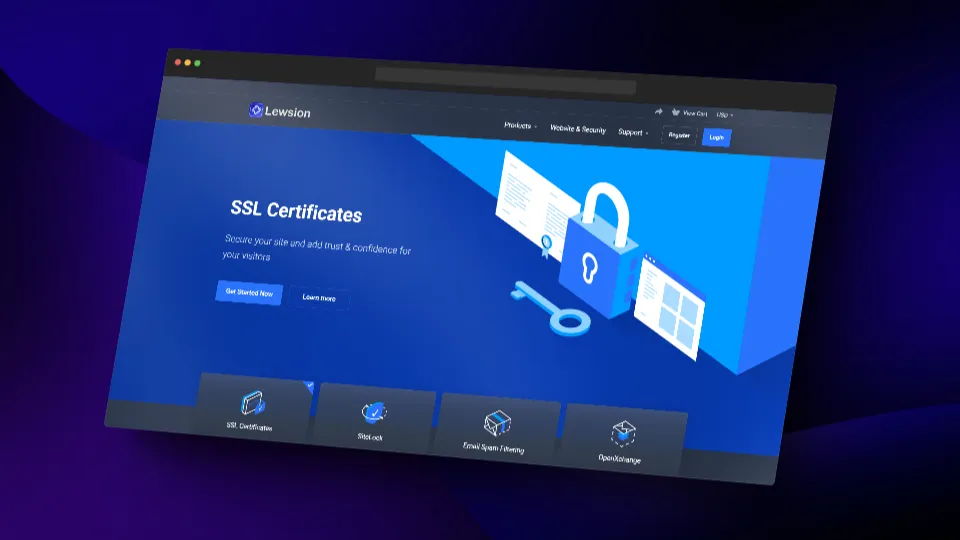 View Cart USD
Lewsion
Products Website & Security Support Register Login
SSL Certificates
Secure your site and add trust & confidence for
your visitors
Get Started Now Learn more
SSL Certificates SiteLock Email Spam Filtering OpenXchange